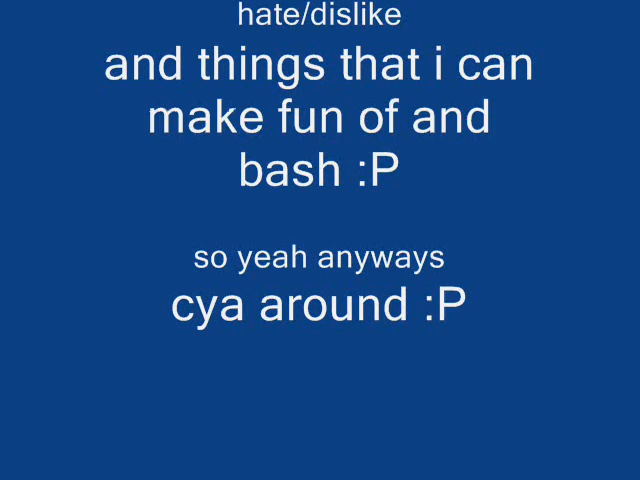 hate/dislike
and things that i can
make fun of and
bash :P
so yeah anyways
cya around :P